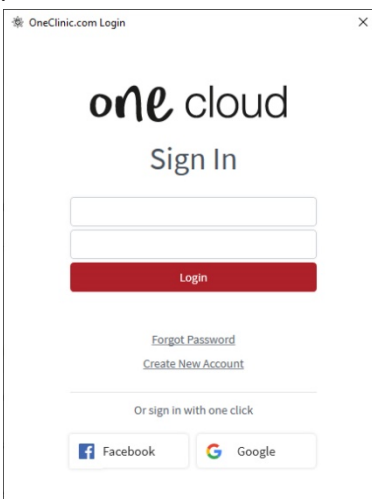 OneClinic.com Login
one cloud
Sign In
Login
Forgot Password
Create New Account
Or sign in with one click
Facebook Google